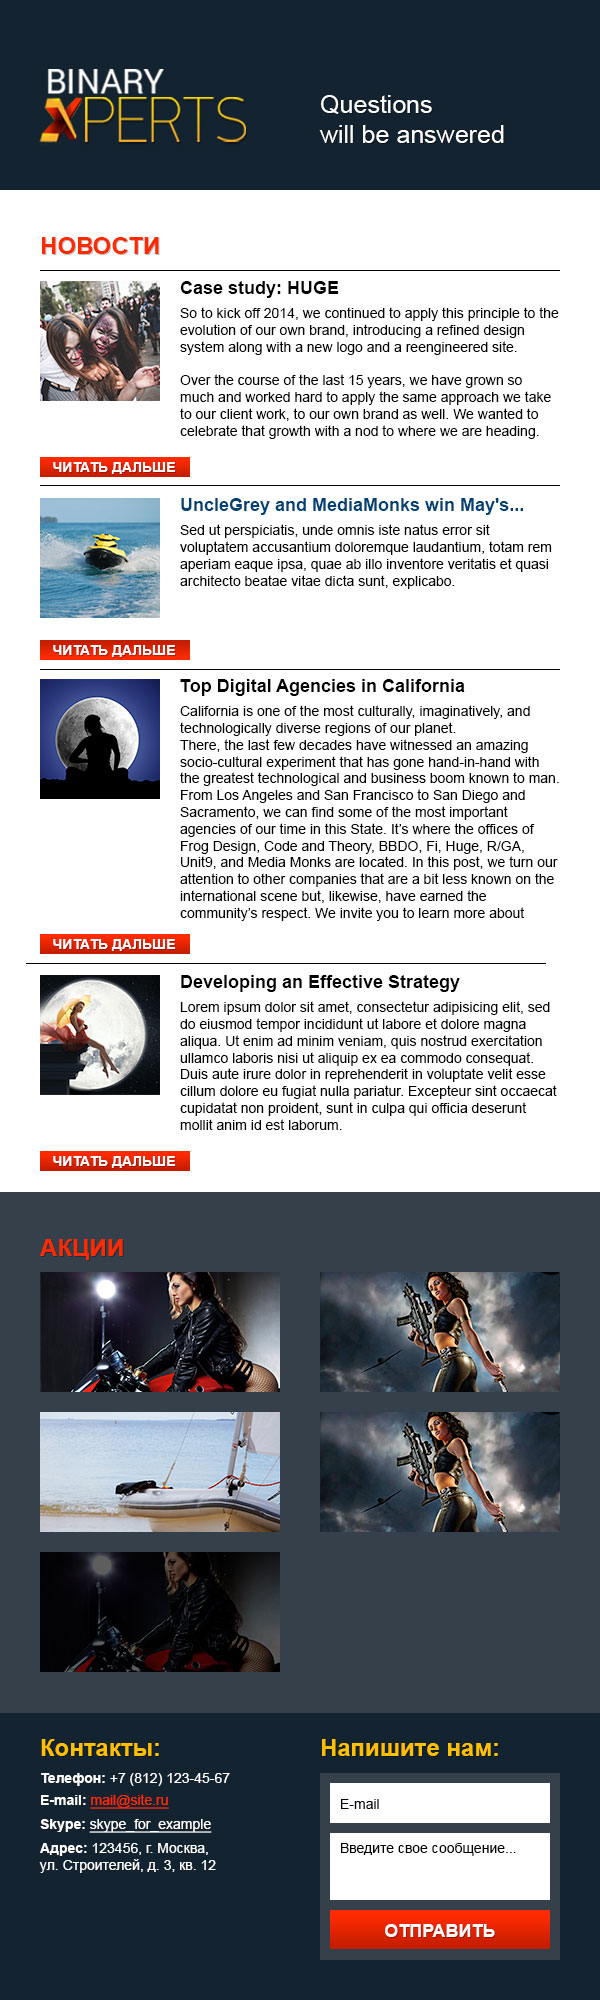 BINARY
XPERTS
Questions
will be answered
НОВОСТИ
Case study: HUGE
So to kick off 2014, we continued to apply this principle to the
evolution of our own brand, introducing a refined design
system along with a new logo and a reengineered site.
Over the course of the last 15 years, we have grown so
much and worked hard to apply the same approach we take
to our client work, to our own brand as well. We wanted to
celebrate that growth with a nod to where we are heading.
ЧИТАТЬ ДАЛЬШЕ
UncleGrey and MediaMonks win May's...
Sed ut perspiciatis, unde omnis iste natus error sit
voluptatem accusantium doloremque laudantium, totam rem
aperiam eaque ipsa, quae ab illo inventore veritatis et quasi
architecto beatae vitae dicta sunt, explicabo.
ЧИТАТЬ ДАЛЬШЕ
Top Digital Agencies in California
California is one of the most culturally, imaginatively, and
technologically diverse regions of our planet.
There, the last few decades have witnessed an amazing
socio-cultural experiment that has gone hand-in-hand with
the greatest technological and business boom known to man.
From Los Angeles and San Francisco to San Diego and
Sacramento, we can find some of the most important
agencies of our time in this State. It’s where the offices of
Frog Design, Code and Theory, BBDO, Fi, Huge, R/GA,
Unit9, and Media Monks are located. In this post, we turn our
attention to other companies that are a bit less known on the
international scene but, likewise, have earned the
community’s respect. We invite you to learn more about
ЧИТАТЬ ДАЛЬШЕ
Developing an Effective Strategy
Lorem ipsum dolor sit amet, consectetur adipisicing elit, sed
do eiusmod tempor incididunt ut labore et dolore magna
aliqua. Ut enim ad minim veniam, quis nostrud exercitation
ullamco laboris nisi ut aliquip ex ea commodo consequat.
Duis aute irure dolor in reprehenderit in voluptate velit esse
cillum dolore eu fugiat nulla pariatur. Excepteur sint occaecat
cupidatat non proident, sunt in culpa qui officia deserunt
mollit anim id est laborum.
ЧИТАТЬ ДАЛЬШЕ
АКЦИИ
Контакты:
Телефон: +7 (812) 123-45-67
E-mail: mail@site.ru
Skype: skype_for_example
Адрес: 123456, г. Москва,
ул. Строителей, д. 3, кв. 12
Напишите нам:
E-mail
Введите свое сообщение...
ОТПРАВИТЬ